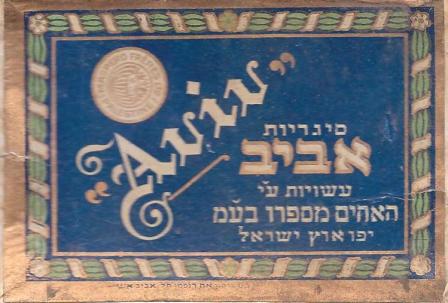 "Aviv"
סיגריות
אביב
עשויות ע"י
האחים מספרו בע"מ
יפו ארץ ישראל